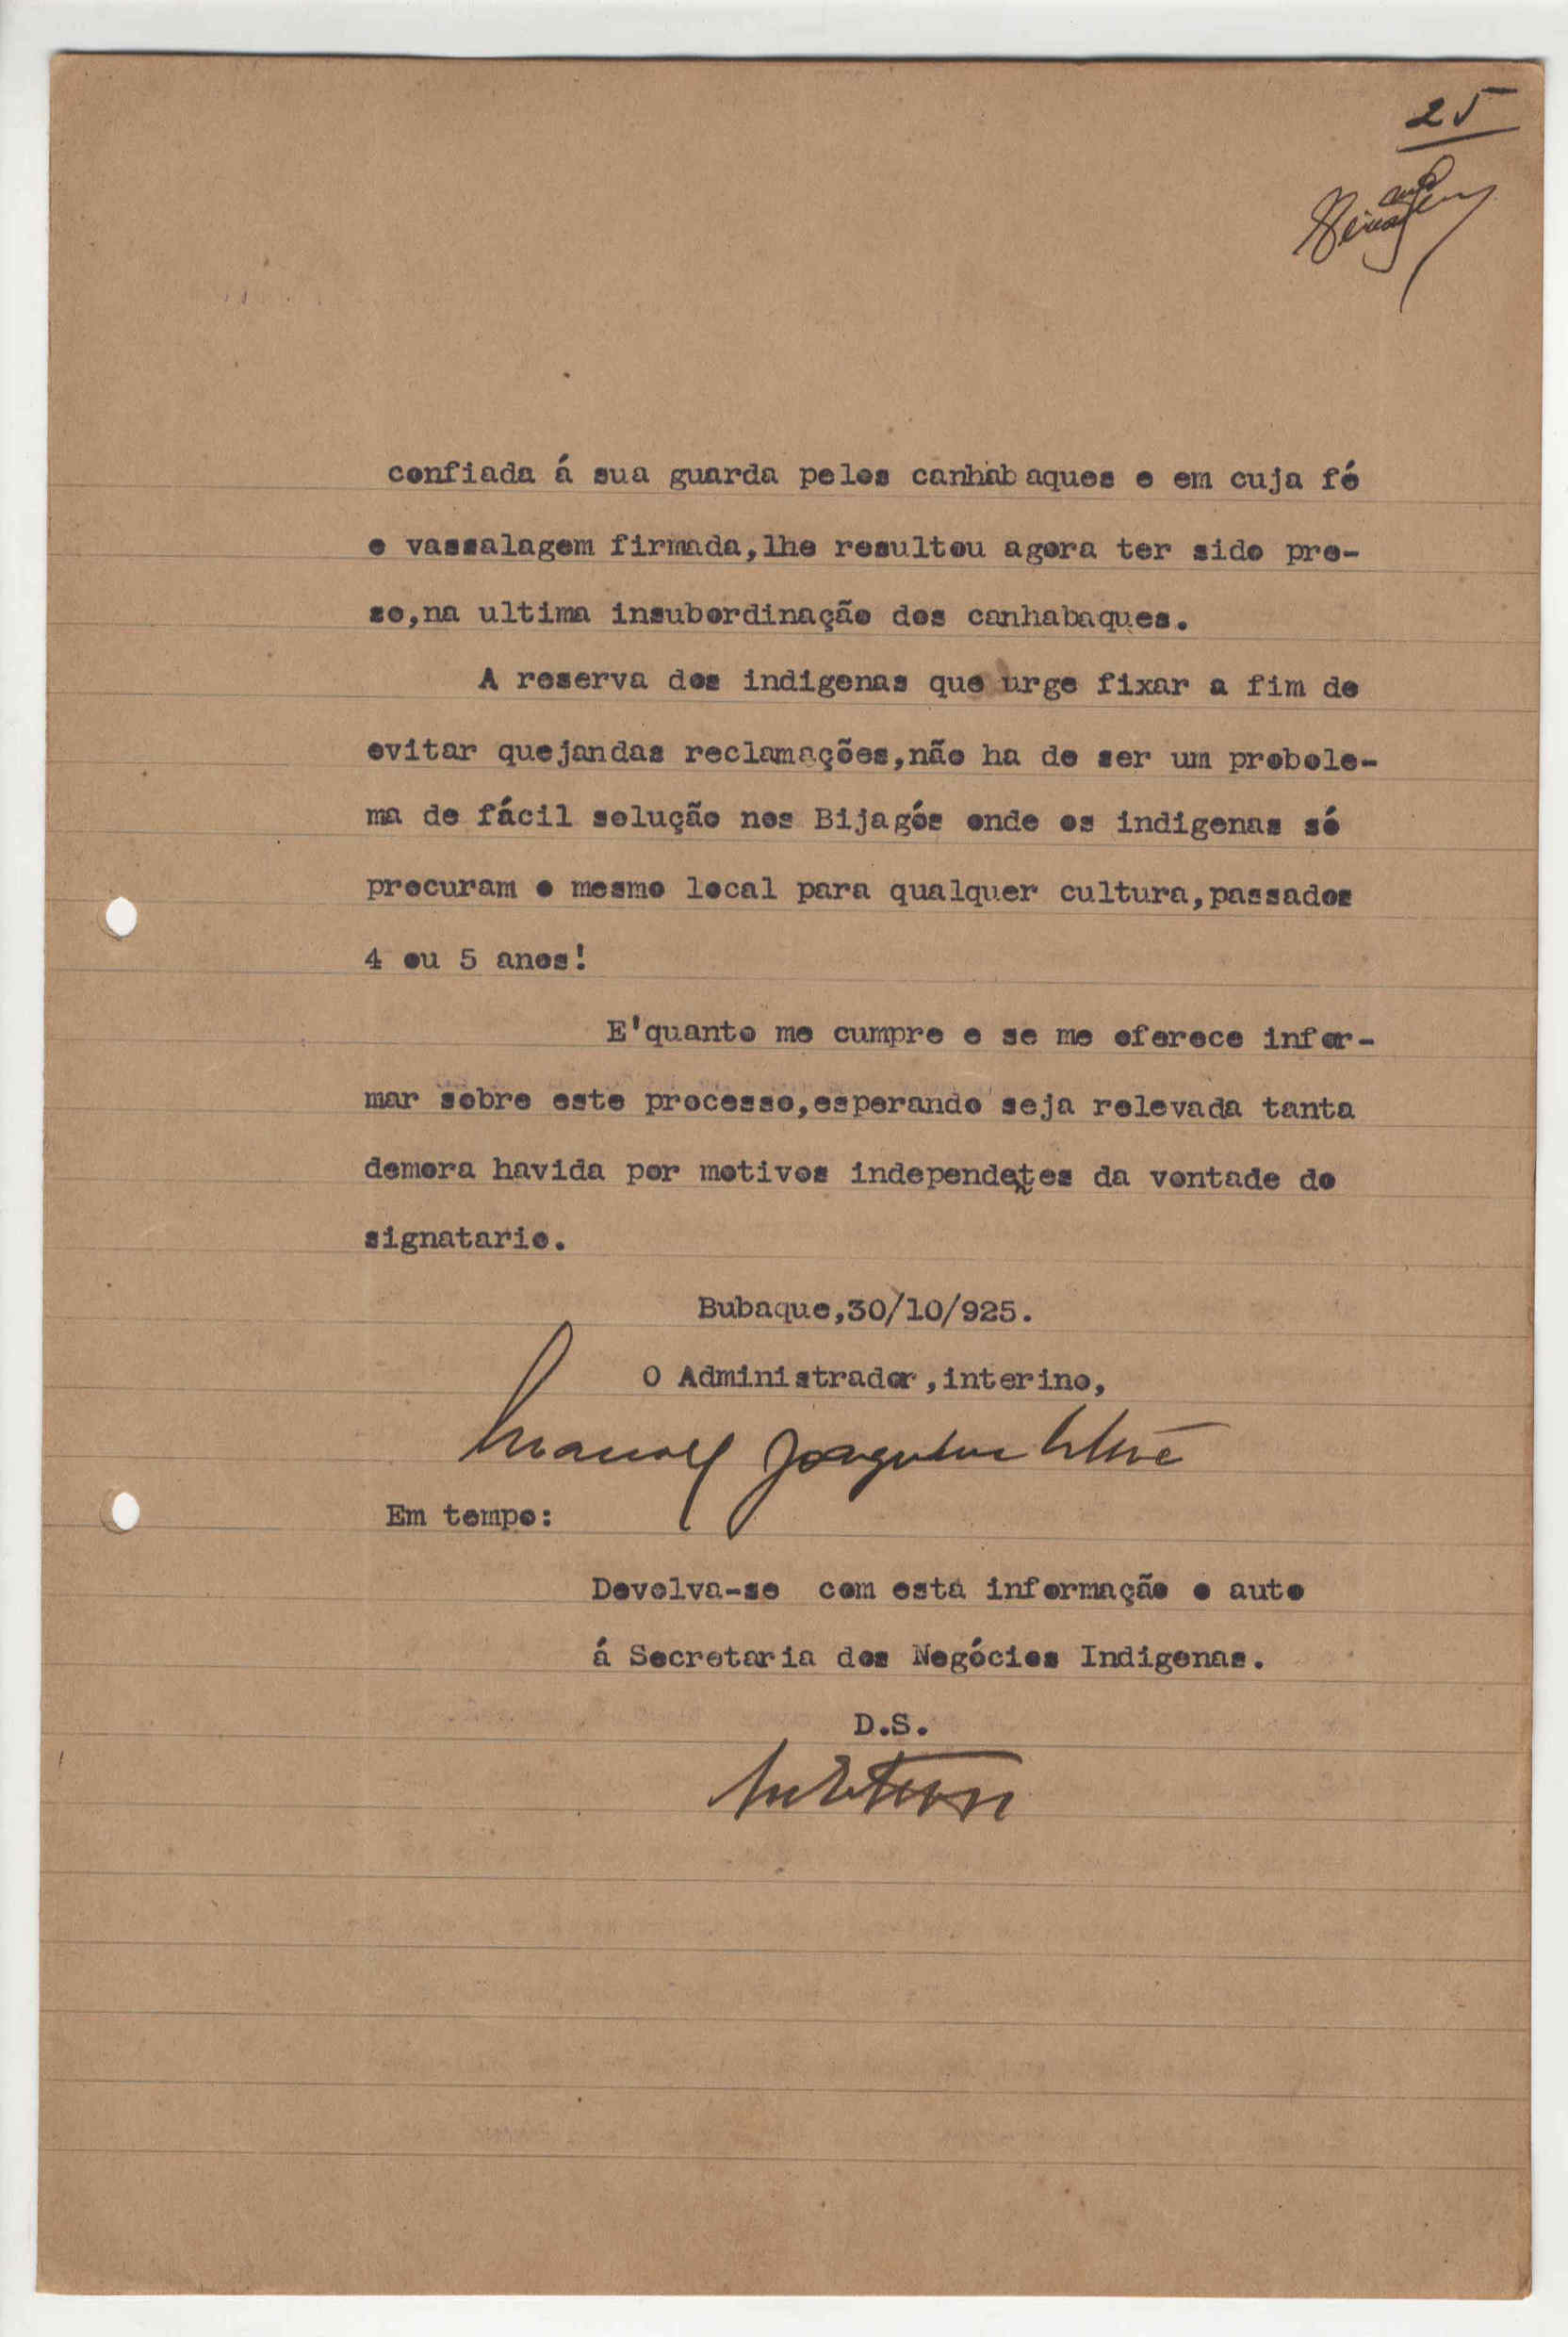 25
confiada á sua guarda pelos canhabaques e em cuja fé
e vassalagem firmada,lhe resultou agora ter sido pre-
so,na ultima insubordinação dos canhabaques.
A reserva dos indigenas que urge fixar a fim de
evitar quejandas reclamações,não ha de ser um probole-
ma de fácil solução nos Bijagós onde os indigenas só
procuram o mesmo local para qualquer cultura,passados
4 ou 5 anos!
E'quanto me cumpre e se me oferece infor-
mar sobre este processo,esperando seja relevada tanta
demora havida por motivos independentes da vontade do
signatario.
Bubaque,30/10/925.
O Administrador,interino,
Manoel Joaquim
Em tempo:
Devolva-se com esta informação o auto
á Secretaria dos Negócios Indigenas.
D.S.